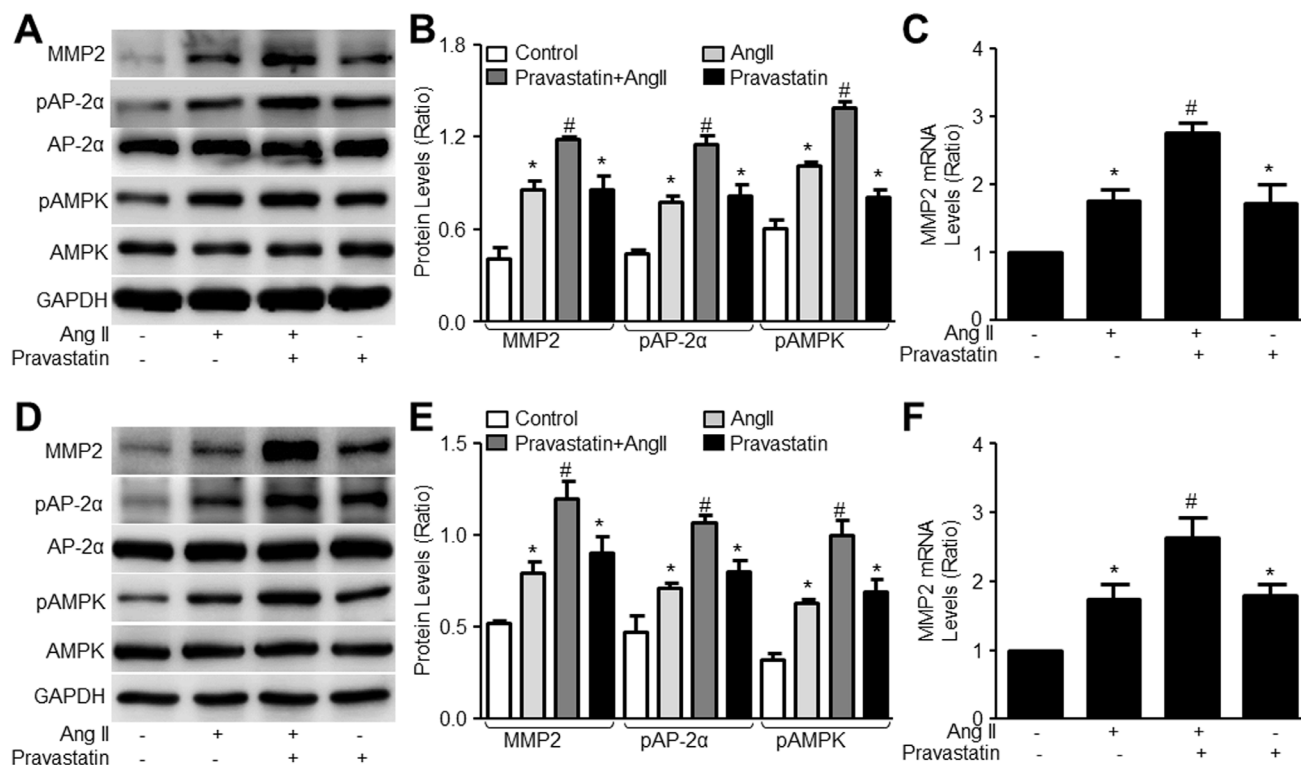 A
MMP2
pAP-2α
AP-2α
pAMPK
AMPK
GAPDH
Ang II - + + -
Pravastatin - - + +
B
Control AngII
Pravastatin+AngII Pravastatin
Protein Levels (Ratio)
1.8
1.2
0.6
0.0
* # * * # * * # *
MMP2 pAP-2α pAMPK
C
MMP2 mRNA
Levels (Ratio)
4
3
2
1
0
* # *
Ang II - + + -
Pravastatin - - + +
D
MMP2
pAP-2α
AP-2α
pAMPK
AMPK
GAPDH
Ang II - + + -
Pravastatin - - + +
E
Control AngII
Pravastatin+AngII Pravastatin
Protein Levels (Ratio)
1.5
1.0
0.5
0.0
* # * * # * * # *
MMP2 pAP-2α pAMPK
F
MMP2 mRNA
Levels (Ratio)
4
3
2
1
0
* # *
Ang II - + + -
Pravastatin - - + +